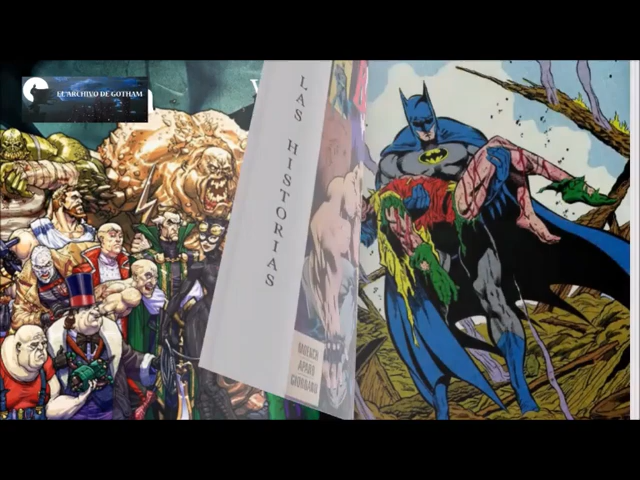 EL ARCHIVO DE GOTHAM
LAS HISTORIAS
MOENCH
APARO
GIORDANO